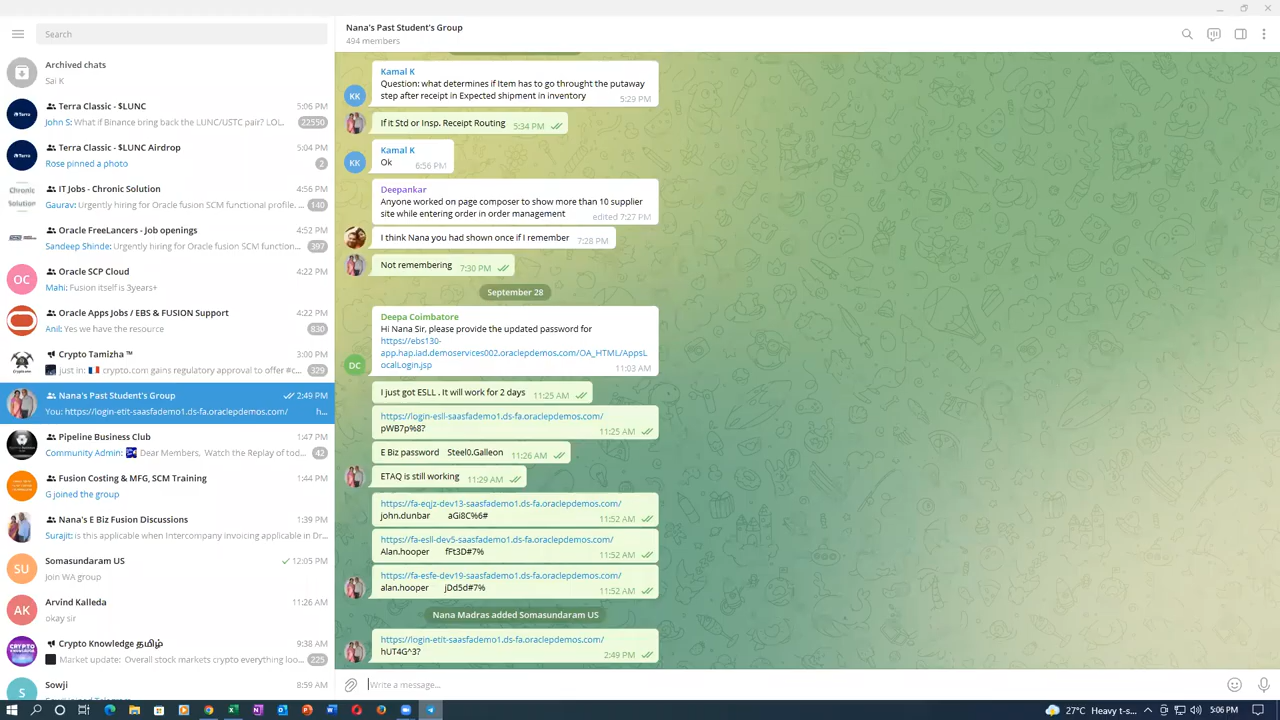 Search
Archived chats
Sai K
Terra Classic - $LUNC
5:06 PM
John S: What if Binance bring back the LUNC/USTC pair? LOL.
22550
Terra Classic - $LUNC Airdrop
5:04 PM
Rose pinned a photo
2
IT Jobs - Chronic Solution
4:56 PM
Gaurav: Urgently hiring for Oracle fusion SCM functional profile. ...
140
Oracle FreeLancers - Job openings
4:52 PM
Sandeep Shinde: Urgently hiring for Oracle fusion SCM function...
397
OC
Oracle SCP Cloud
4:22 PM
Mahi: Fusion itself is 3years+
Oracle Apps Jobs / EBS & FUSION Support
4:22 PM
Anil: Yes we have the resource
830
Crypto Tamizha ™
3:00 PM
just in: 🇫🇷 crypto.com gains regulatory approval to offer #c...
329
Nana's Past Student's Group
2:49 PM
You: https://login-etit-saasfademo1.ds-fa.oraclepdemos.com/ h...
Pipeline Business Club
1:47 PM
Community Admin: Dear Members, Watch the Replay of tod...
42
Fusion Costing & MFG, SCM Training
1:44 PM
G joined the group
Nana's E Biz Fusion Discussions
1:39 PM
Surajit: is this applicable when Intercompany invoicing applicable in Dr...
SU
Somasundaram US
12:05 PM
Join WA group
AK
Arvind Kalleda
11:26 AM
okay sir
Crypto Knowledge தமிழ்
9:38 AM
Market update: Overall stock markets crypto everything loo...
225
S
Sowji
8:59 AM
Nana's Past Student's Group
494 members
Kamal K
Question: what determines if Item has to go throught the putaway
step after receipt in Expected shipment in inventory
5:29 PM
KK
If it Std or Insp. Receipt Routing 5:34 PM
Kamal K
Ok 6:56 PM
KK
Deepankar
Anyone worked on page composer to show more than 10 supplier
site while entering order in order management edited 7:27 PM
I think Nana you had shown once if I remember 7:28 PM
Not remembering 7:30 PM
September 28
Deepa Coimbatore
Hi Nana Sir, please provide the updated password for
https://ebs130-
app.hap.iad.demoservices002.oraclepdemos.com/OA_HTML/AppsL
ocalLogin.jsp
11:03 AM
DC
I just got ESLL . It will work for 2 days 11:25 AM
https://login-esll-saasfademo1.ds-fa.oraclepdemos.com/
pWB7p%8? 11:25 AM
E Biz password Steel0.Galleon 11:26 AM
ETAQ is still working 11:29 AM
https://fa-eqjz-dev13-saasfademo1.ds-fa.oraclepdemos.com/
john.dunbar aGi8C%6# 11:52 AM
https://fa-esll-dev5-saasfademo1.ds-fa.oraclepdemos.com/
Alan.hooper fFt3D#7% 11:52 AM
https://fa-esfe-dev19-saasfademo1.ds-fa.oraclepdemos.com/
alan.hooper jDd5d#7% 11:52 AM
Nana Madras added Somasundaram US
https://login-etit-saasfademo1.ds-fa.oraclepdemos.com/
hUT4G^3? 2:49 PM
Write a message...
27°C Heavy t-s... 5:06 PM